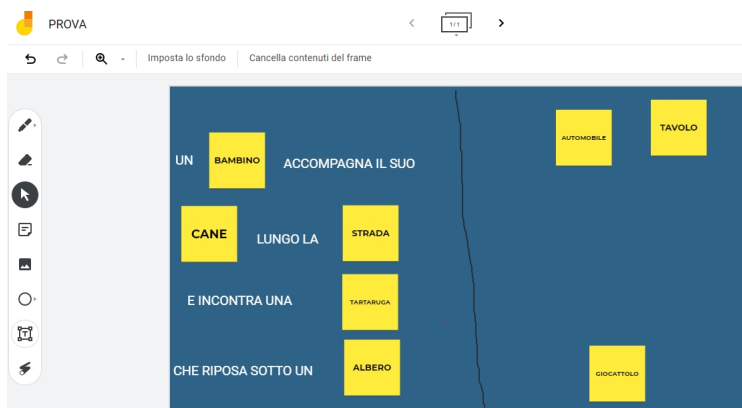 PROVA
1/1
Imposta lo sfondo Cancella contenuti del frame
AUTOMOBILE TAVOLO
UN BAMBINO ACCOMPAGNA IL SUO
CANE LUNGO LA STRADA
E INCONTRA UNA TARTARUGA
CHE RIPOSA SOTTO UN ALBERO
GIOCATTOLO